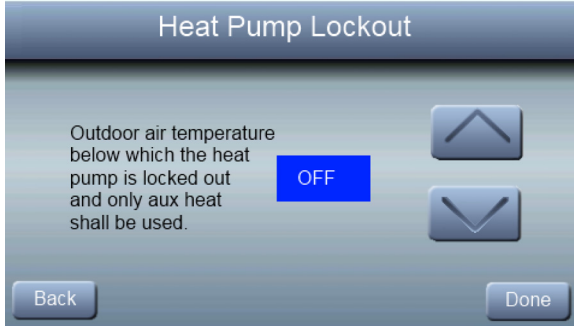 Heat Pump Lockout
Outdoor air temperature
below which the heat
pump is locked out
and only aux heat
shall be used.
OFF
Back
Done